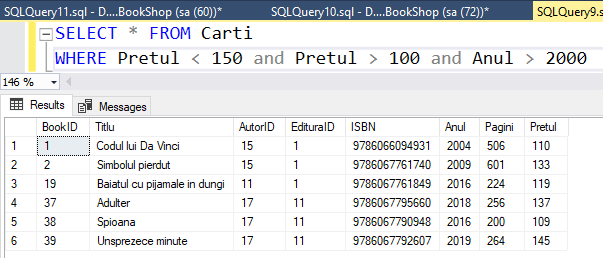 SQLQuery11.sql - D....BookShop (sa (60))* SQLQuery10.sql - D....BookShop (sa (72))* SQLQuery9.s
SELECT * FROM Carti
WHERE Pretul < 150 and Pretul > 100 and Anul > 2000
146 %
Results Messages
BookID Titlu AutorID EdituraID ISBN Anul Pagini Pretul
1 1 Codul lui Da Vinci 15 1 9786066094931 2004 506 110
2 2 Simbolul pierdut 15 1 9786067761740 2009 601 133
3 19 Baiatul cu pijamale in dungi 11 1 9786067761849 2016 224 119
4 37 Adulter 17 11 9786067795660 2018 256 137
5 38 Spioana 17 11 9786067790948 2016 200 109
6 39 Unsprezece minute 17 11 9786067792607 2019 264 145